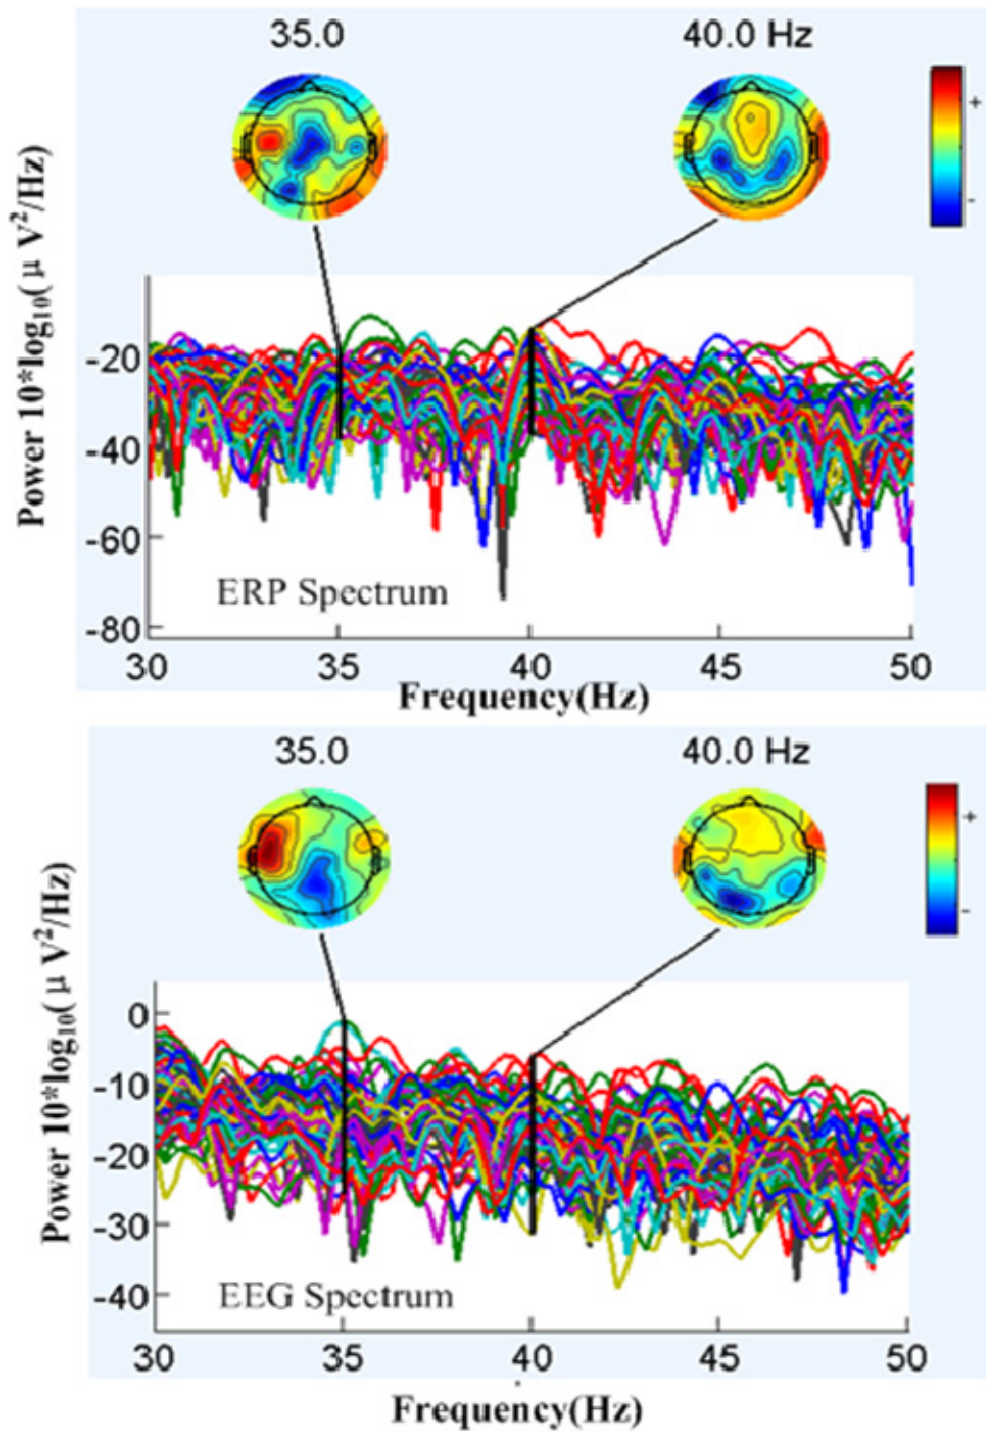 35.0 40.0 Hz
+
-
Power 10*log10(μ V²/Hz)
-20
-40
-60
-80
ERP Spectrum
30 35 40 45 50
Frequency(Hz)
35.0 40.0 Hz
+
-
Power 10*log10(μ V²/Hz)
0
-10
-20
-30
-40
EEG Spectrum
30 35 40 45 50
Frequency(Hz)